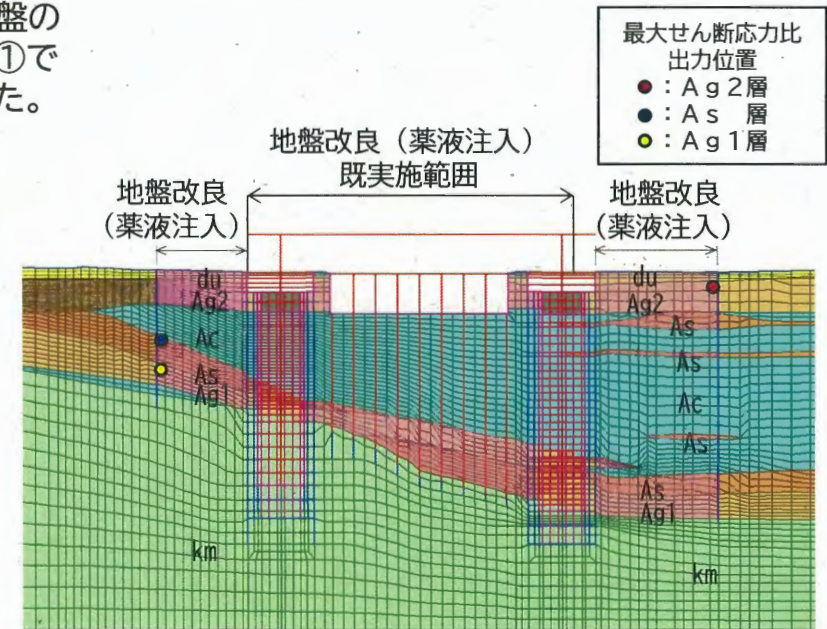 盤の
①で
た。
最大せん断応力比
出力位置
●：Ａｇ２層
●：Ａｓ　層
●：Ａｇ１層
地盤改良（薬液注入）
既実施範囲
地盤改良
（薬液注入）
地盤改良
（薬液注入）
du
Ag2
Ac
As
Ag1
km
du
Ag2
As
As
Ac
As
As
Ag1
km